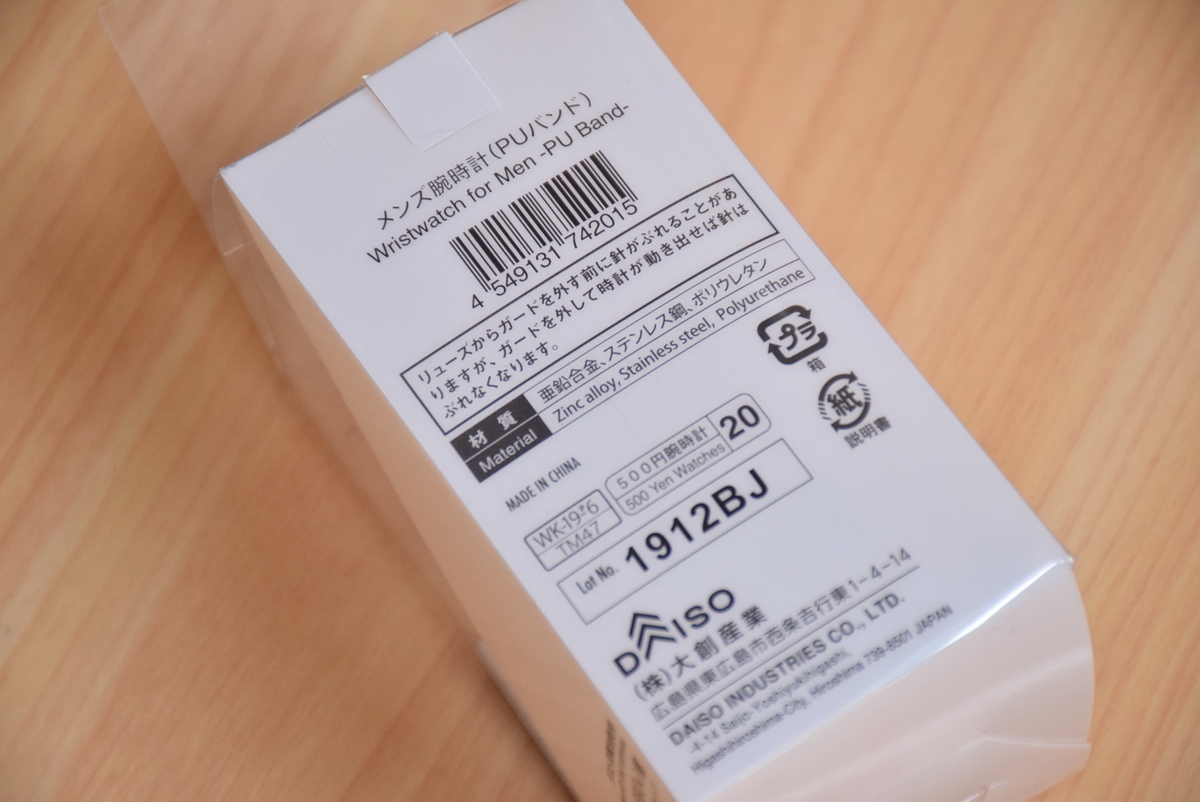 メンズ腕時計(PUバンド)
Wristwatch for Men -PU Band-
4 549131 742015
リューズからガードを外す前に針がぶれることがあ
りますが、ガードを外して時計が動き出せば針は
ぶれなくなります。
材質 亜鉛合金、ステンレス鋼、ポリウレタン
Material Zinc alloy, Stainless steel, Polyurethane
プラ
箱
紙
説明書
MADE IN CHINA
500円腕時計
500 Yen Watches
20
TM47
Lot No. 1912BJ
DAISO
(株)大創産業
広島県東広島市西条吉行東1-4-14
DAISO INDUSTRIES CO., LTD.
-4-14 Saijo-Yoshiyukihigashi,
Higashihiroshima-City, Hiroshima 739-8501 JAPAN